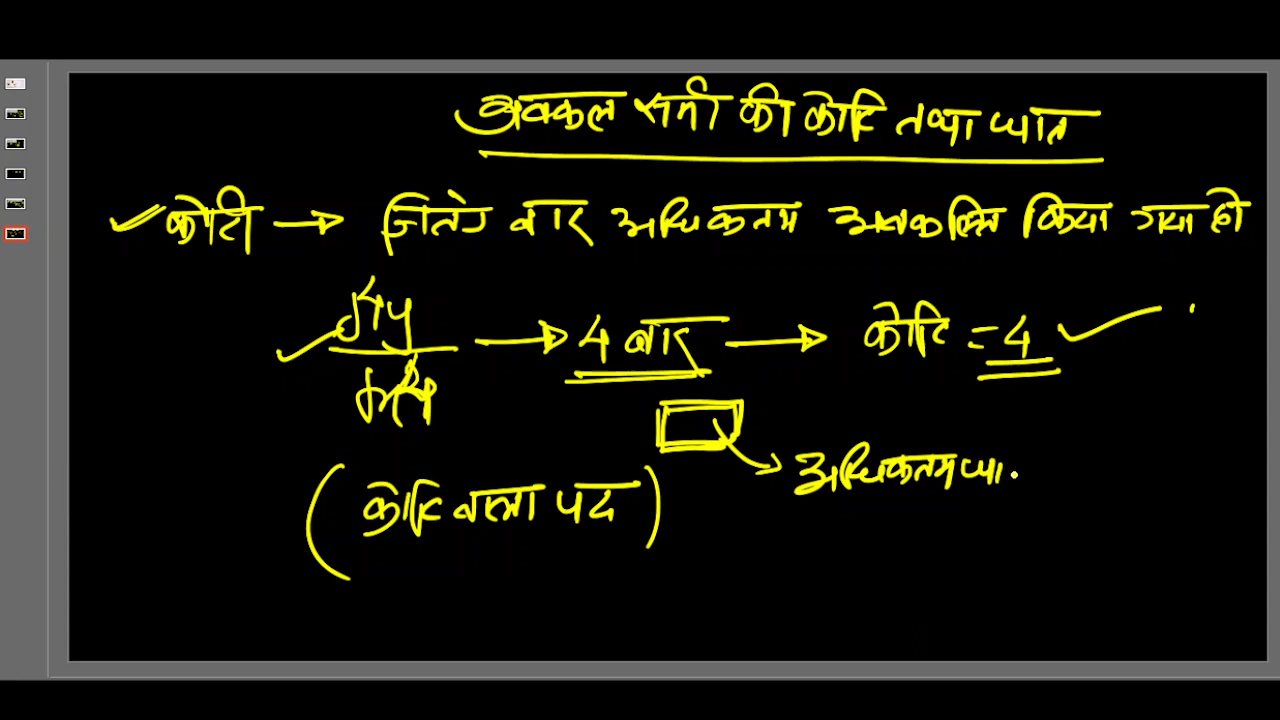 अवकल समी की कोटि तथा घात
कोटी → जितने बार अधिकतम अवकलित किया गया हो
d⁴y/dx⁴ → 4 बार → कोटि = 4
→ अधिकतम घा
(कोटि वाला पद)